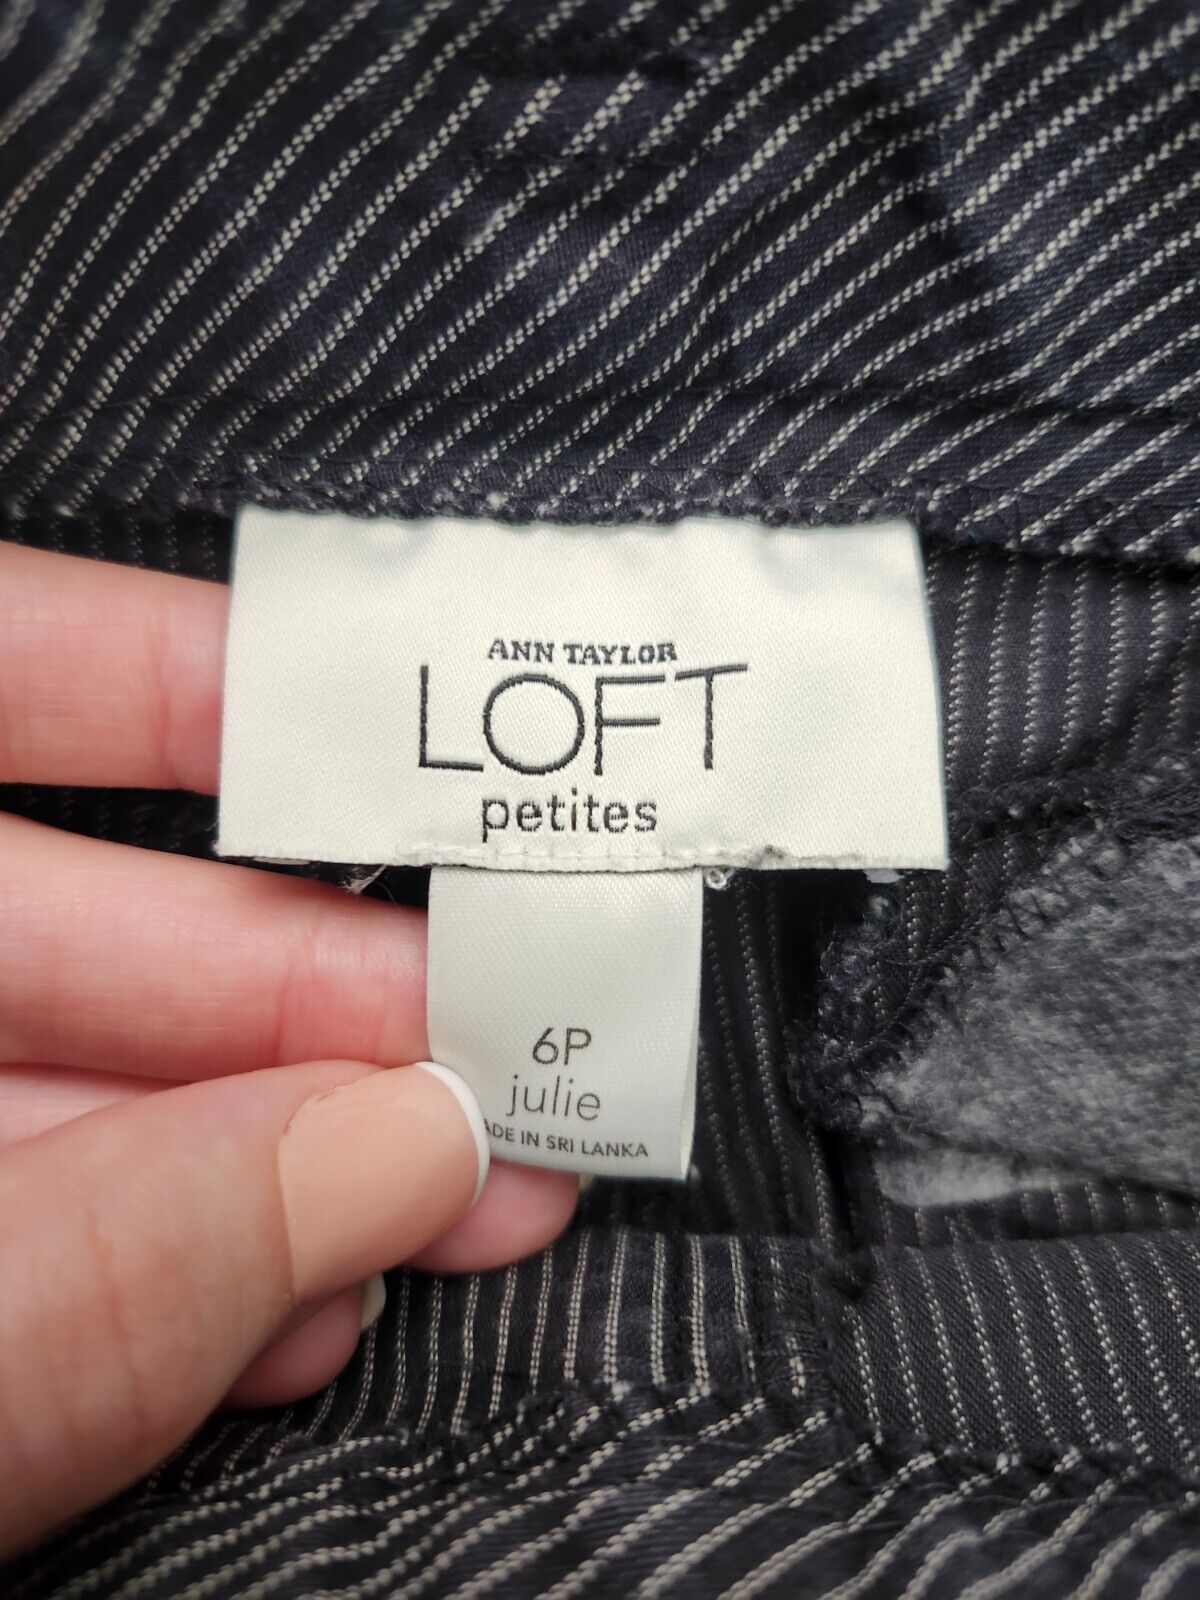 ANN TAYLOR
LOFT
petites
6P
julie
ADE IN SRI LANKA